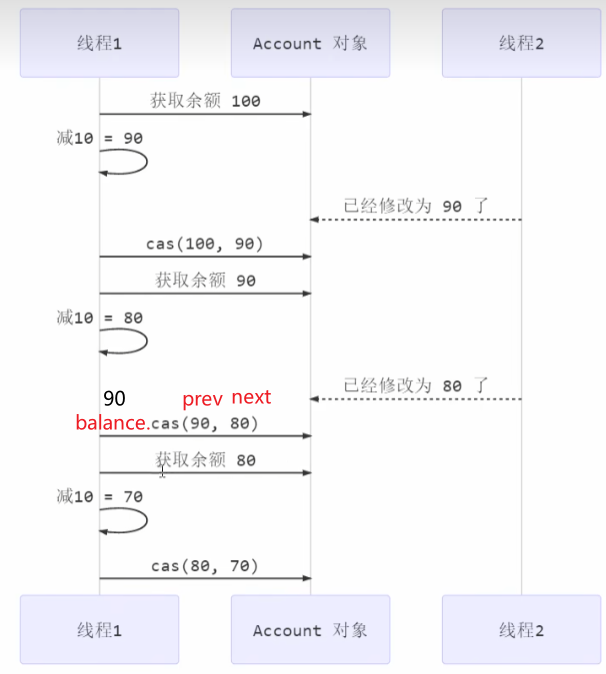 线程1
Account 对象
线程2
获取余额 100
减10 = 90
已经修改为 90 了
cas(100, 90)
获取余额 90
减10 = 80
已经修改为 80 了
90
prev next
balance.cas(90, 80)
获取余额 80
减10 = 70
cas(80, 70)
线程1
Account 对象
线程2